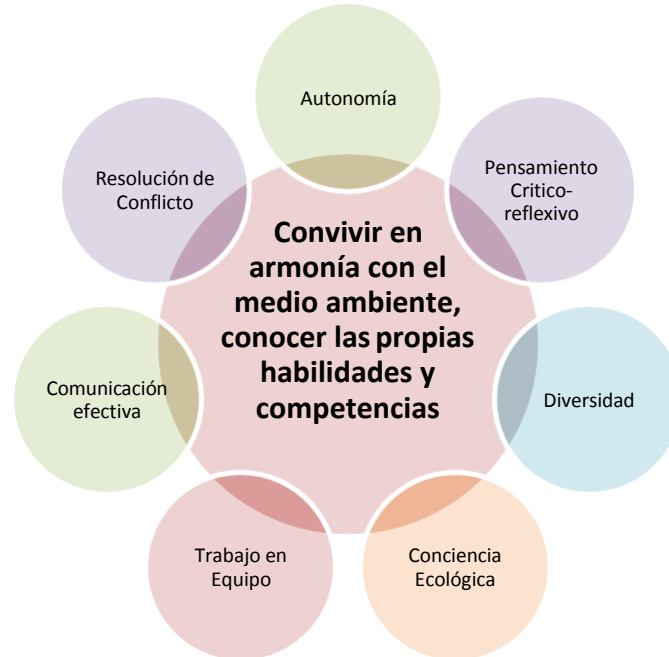 Autonomía
Pensamiento
Critico-
reflexivo
Diversidad
Conciencia
Ecológica
Trabajo en
Equipo
Comunicación
efectiva
Resolución de
Conflicto
Convivir en
armonía con el
medio ambiente,
conocer las propias
habilidades y
competencias